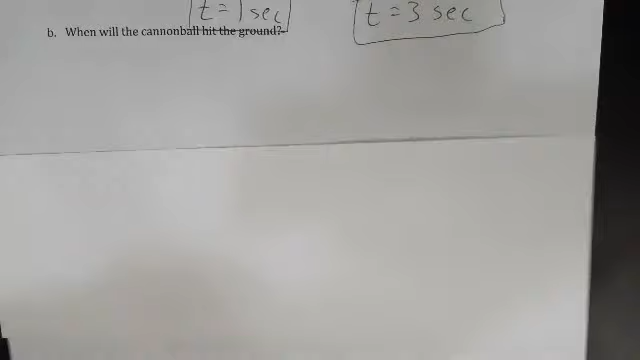 t = 1 sec
t = 3 sec
b. When will the cannonball hit the ground?